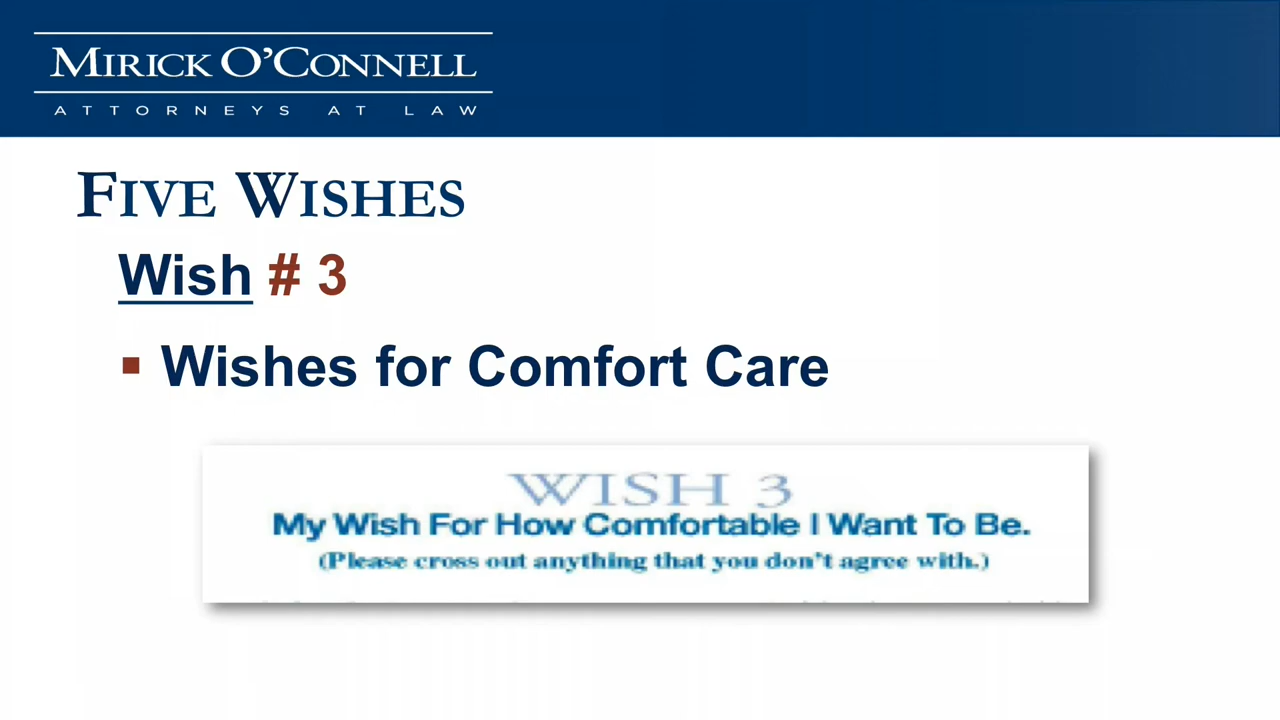 MIRICK O'CONNELL
ATTORNEYS AT LAW
FIVE WISHES
Wish # 3
▪ Wishes for Comfort Care
WISH 3
My Wish For How Comfortable I Want To Be.
(Please cross out anything that you don't agree with.)